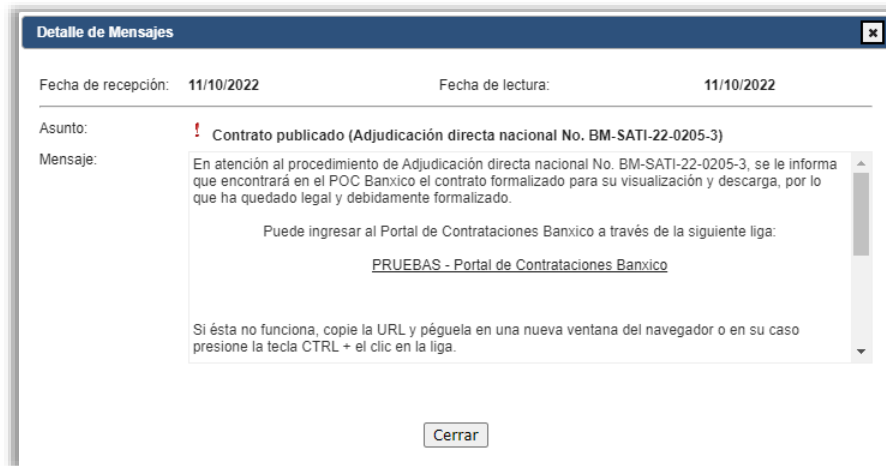 Detalle de Mensajes
Fecha de recepción: 11/10/2022 Fecha de lectura: 11/10/2022
Asunto: ! Contrato publicado (Adjudicación directa nacional No. BM-SATI-22-0205-3)
Mensaje:
En atención al procedimiento de Adjudicación directa nacional No. BM-SATI-22-0205-3, se le informa
que encontrará en el POC Banxico el contrato formalizado para su visualización y descarga, por lo
que ha quedado legal y debidamente formalizado.
Puede ingresar al Portal de Contrataciones Banxico a través de la siguiente liga:
PRUEBAS - Portal de Contrataciones Banxico
Si ésta no funciona, copie la URL y péguela en una nueva ventana del navegador o en su caso
presione la tecla CTRL + el clic en la liga.
Cerrar